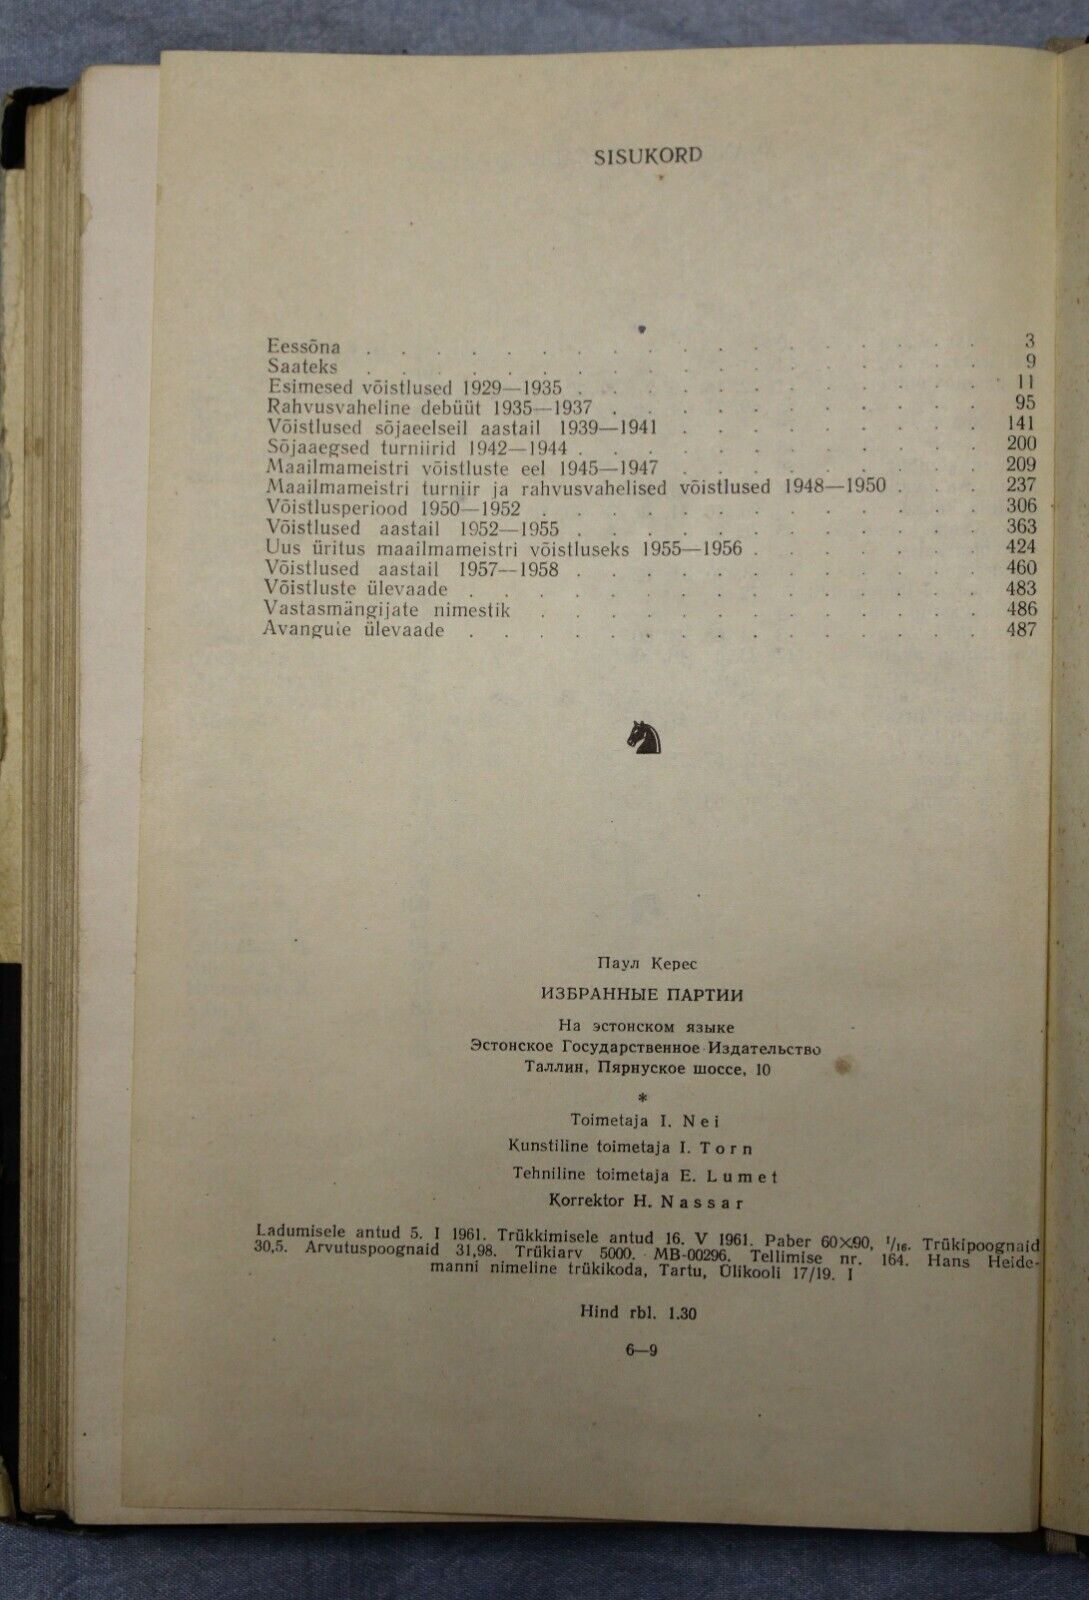 SISUKORD
Eessõna . . . . . . . . . . . . . . . . . . 3
Saateks . . . . . . . . . . . . . . . . . . 9
Esimesed võistlused 1929—1935 . . . . . . . . . . . . 11
Rahvusvaheline debüüt 1935—1937 . . . . . . . . . . . 95
Võistlused sõjaeelseil aastail 1939—1941 . . . . . . . . . 141
Sõjaaegsed turniirid 1942—1944 . . . . . . . . . . . . 200
Maailmameistri võistluste eel 1945—1947 . . . . . . . . . 209
Maailmameistri turniir ja rahvusvahelised võistlused 1948—1950 . . . 237
Võistlusperiood 1950—1952 . . . . . . . . . . . . . 306
Võistlused aastail 1952—1955 . . . . . . . . . . . . 363
Uus üritus maailmameistri võistluseks 1955—1956 . . . . . . . 424
Võistlused aastail 1957—1958 . . . . . . . . . . . . 460
Võistluste ülevaade . . . . . . . . . . . . . . . 483
Vastasmängijate nimestik . . . . . . . . . . . . . 486
Avangute ülevaade . . . . . . . . . . . . . . . 487
Паул Керес
ИЗБРАННЫЕ ПАРТИИ
На эстонском языке
Эстонское Государственное Издательство
Таллин, Пярнуское шоссе, 10
*
Toimetaja I. Nei
Kunstiline toimetaja I. Torn
Tehniline toimetaja E. Lumet
Korrektor H. Nassar
Ladumisele antud 5. I 1961. Trükkimisele antud 16. V 1961. Paber 60×90, 1/16. Trükipoognaid
30,5. Arvutuspoognaid 31,98. Trükiarv 5000. MB-00296. Tellimise nr. 164. Hans Heide-
manni nimeline trükikoda, Tartu, Ülikooli 17/19. I
Hind rbl. 1.30
6—9